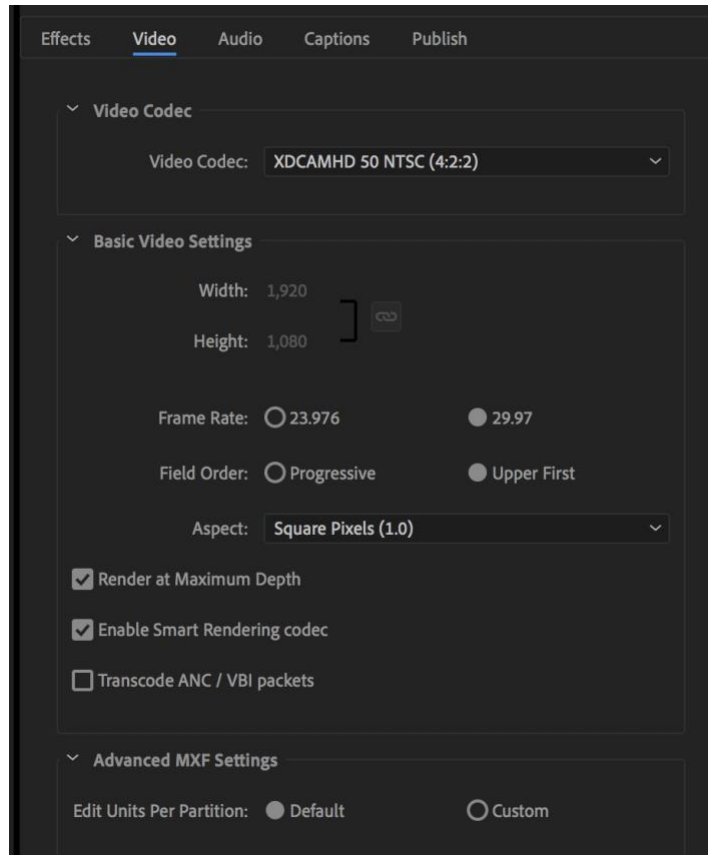 Effects Video Audio Captions Publish
Video Codec
Video Codec: XDCAMHD 50 NTSC (4:2:2)
Basic Video Settings
Width: 1,920
Height: 1,080
Frame Rate: 23.976 29.97
Field Order: Progressive Upper First
Aspect: Square Pixels (1.0)
Render at Maximum Depth
Enable Smart Rendering codec
Transcode ANC / VBI packets
Advanced MXF Settings
Edit Units Per Partition: Default Custom